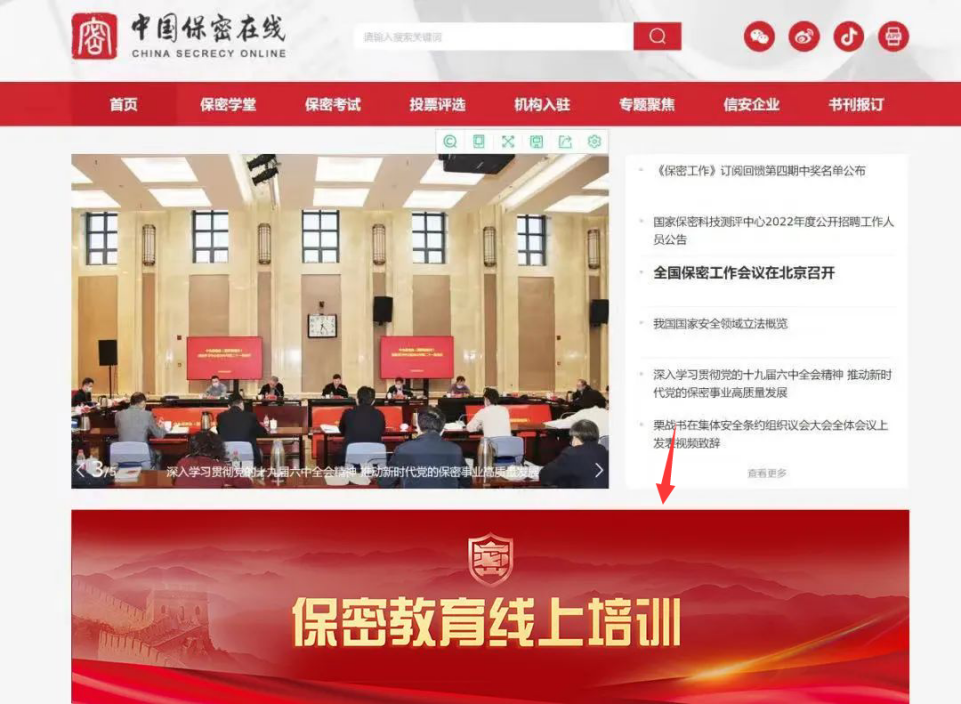 中国保密在线
CHINA SECRECY ONLINE
请输入搜索关键词
APP
首页 保密学堂 保密考试 投票评选 机构入驻 专题聚焦 信安企业 书刊报订
《保密工作》订阅回馈第四期中奖名单公布
国家保密科技测评中心2022年度公开招聘工作人
员公告
全国保密工作会议在北京召开
我国国家安全领域立法概览
深入学习贯彻党的十九届六中全会精神 推动新时
代党的保密事业高质量发展
栗战书在集体安全条约组织议会大会全体会议上
发表视频致辞
查看更多
3/5
深入学习贯彻党的十九届六中全会精神 推动新时代党的保密事业高质量发展
保密教育线上培训